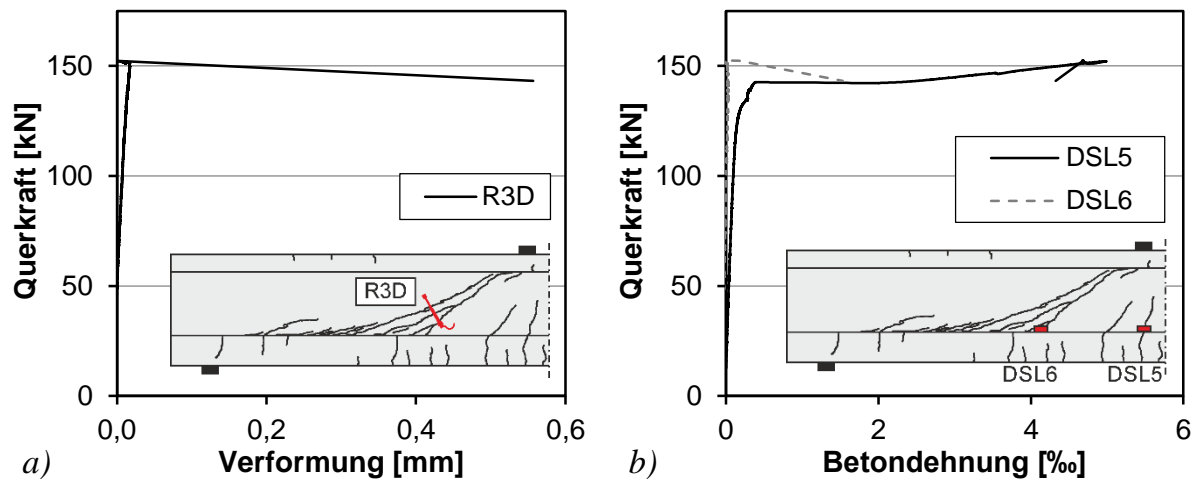 Querkraft [kN]
150
100
50
0
R3D
R3D
0,0
0,2
0,4
0,6
Verformung [mm]
a)
Querkraft [kN]
150
100
50
0
DSL5
DSL6
DSL6
DSL5
0
2
4
6
Betondehnung [‰]
b)